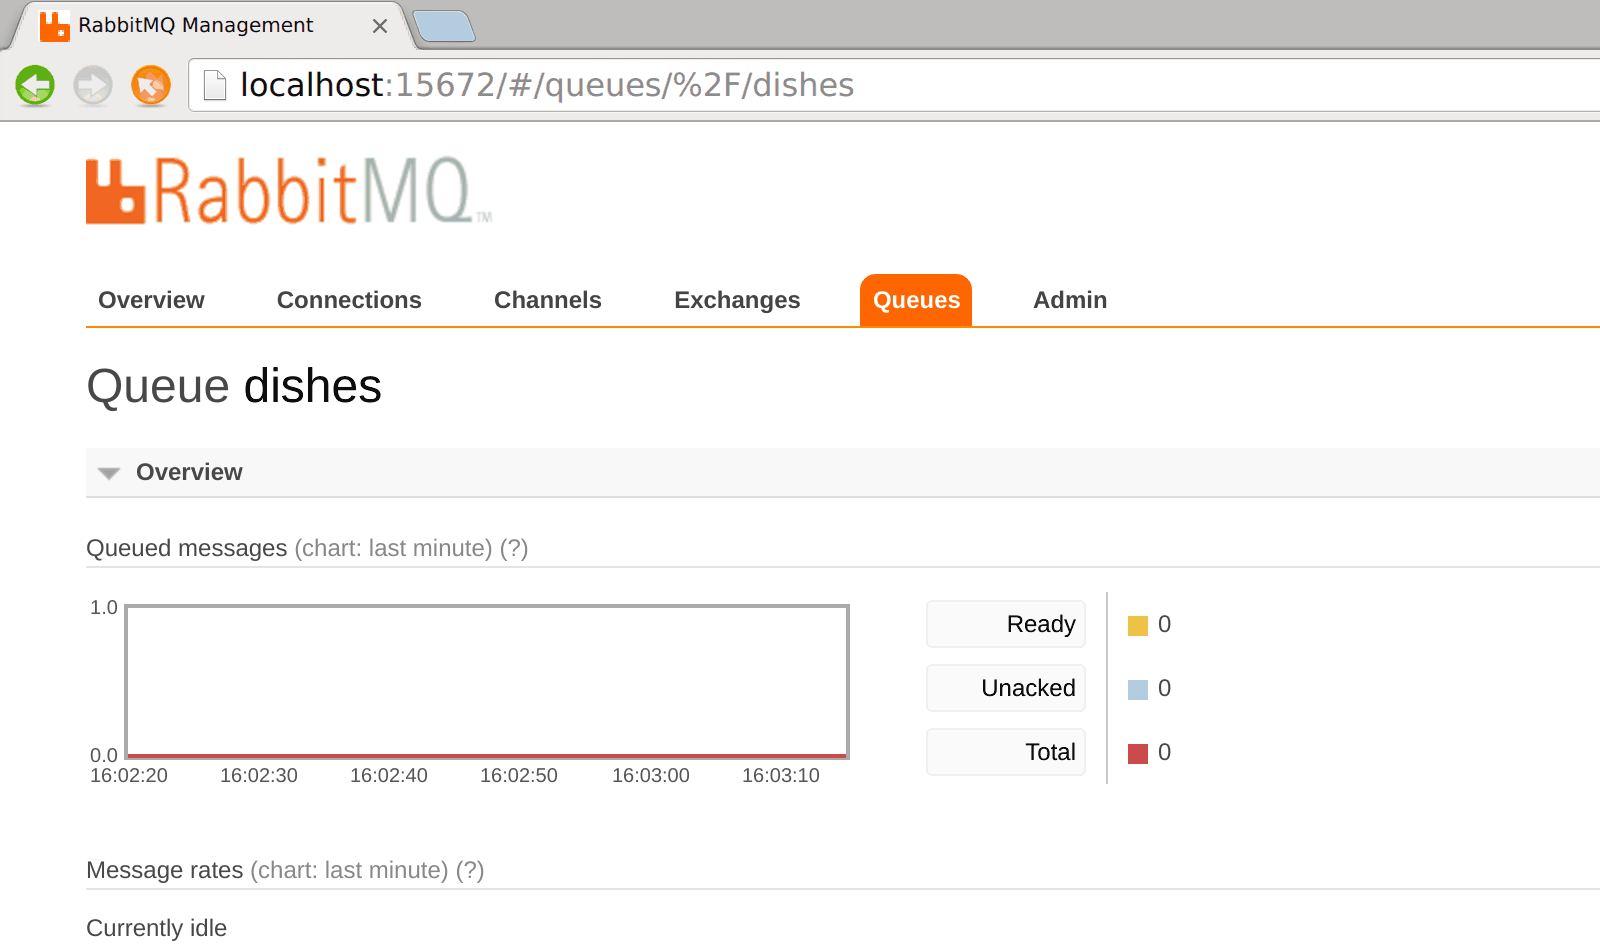 RabbitMQ Management
localhost:15672/#/queues/%2F/dishes
RabbitMQ™
Overview Connections Channels Exchanges Queues Admin
Queue dishes
Overview
Queued messages (chart: last minute) (?)
1.0
0.0
16:02:20 16:02:30 16:02:40 16:02:50 16:03:00 16:03:10
Ready 0
Unacked 0
Total 0
Message rates (chart: last minute) (?)
Currently idle